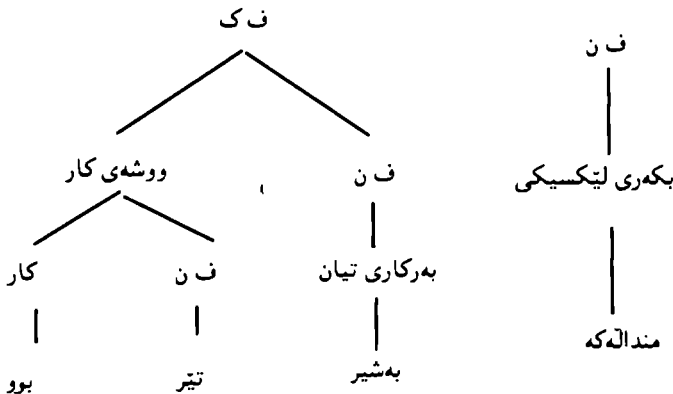 ف ک
ف ن
ف ن
ووشەی کار
بکەری لێکسیکی
بەرکاری تیان
ف ن
کار
منداڵەکە
بەشیر
تێر
بوو